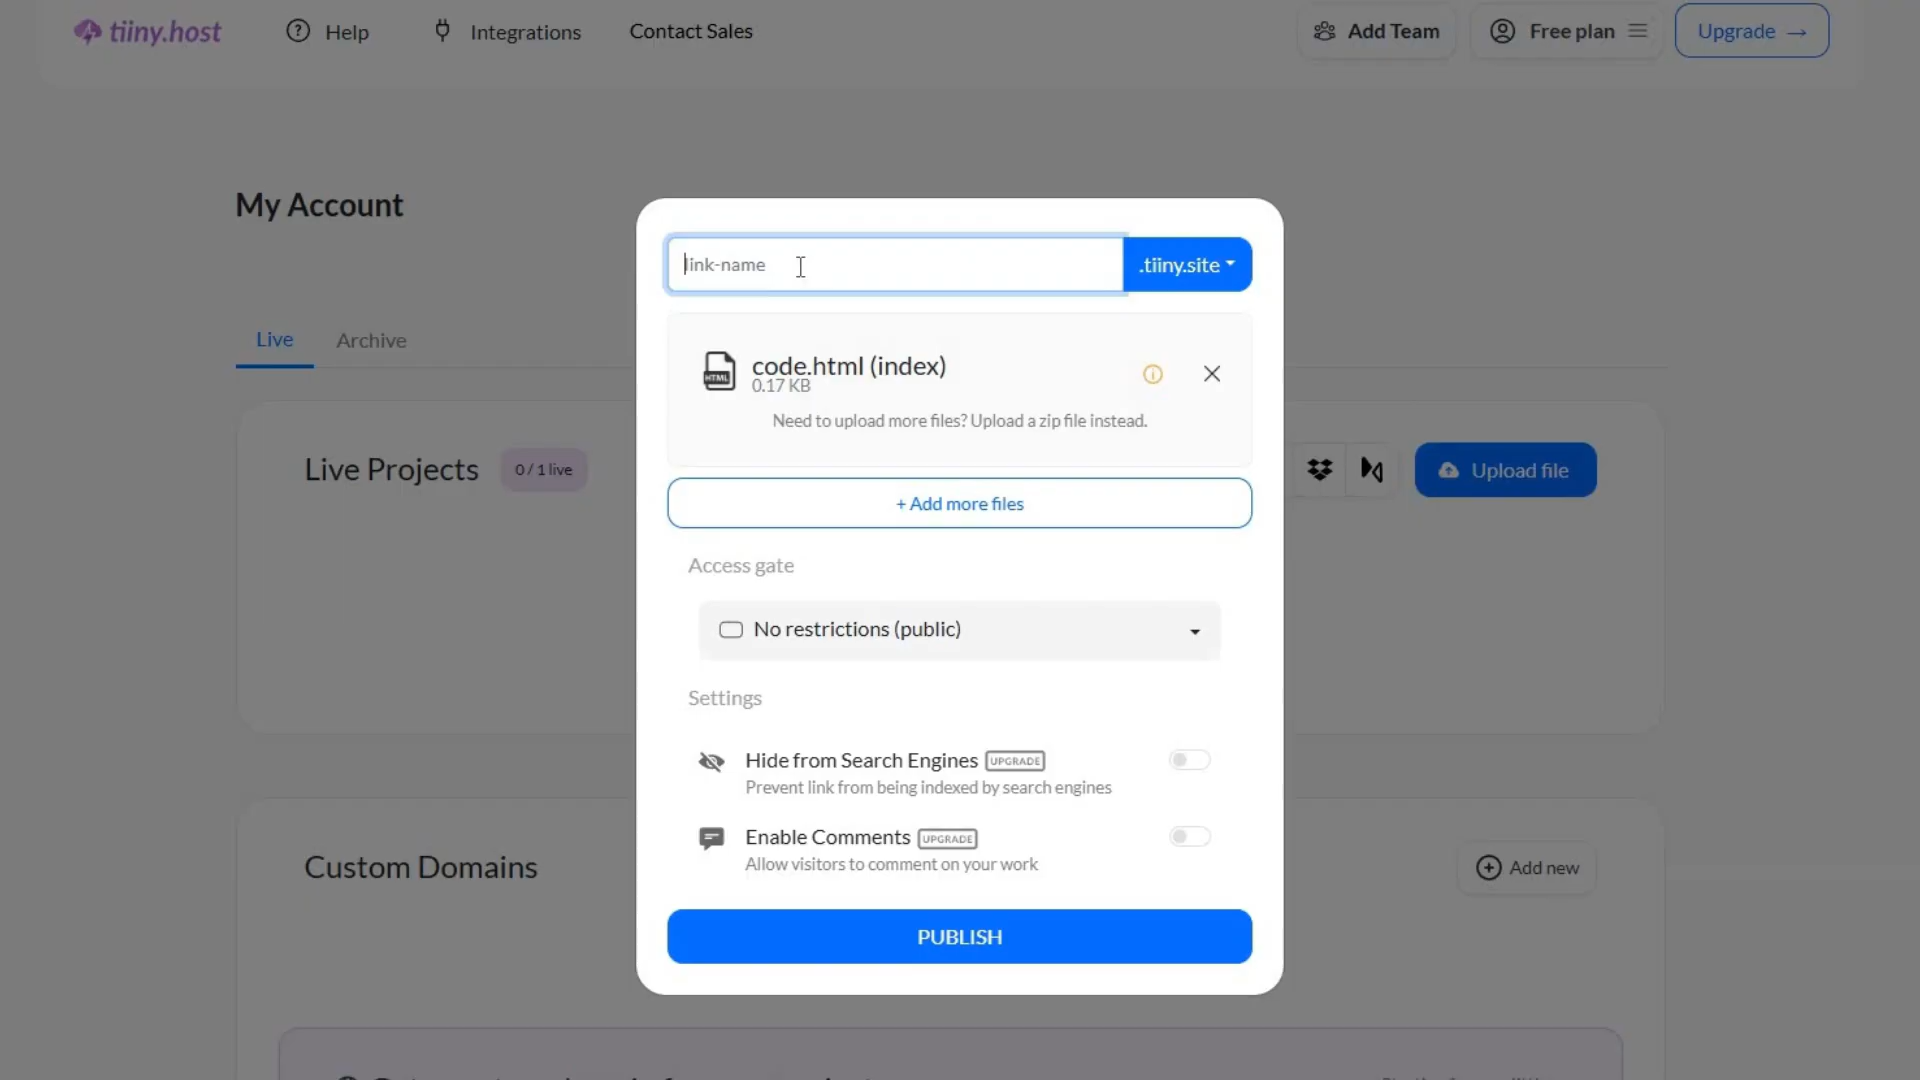 tiiny.host
Help
Integrations
Contact Sales
Add Team
Free plan
Upgrade →
My Account
link-name
.tiiny.site
Live
Archive
HTML
code.html (index)
0.17 KB
Need to upload more files? Upload a zip file instead.
Live Projects
0 / 1 live
Upload file
+ Add more files
Access gate
No restrictions (public)
Settings
Hide from Search Engines UPGRADE
Prevent link from being indexed by search engines
Enable Comments UPGRADE
Allow visitors to comment on your work
Custom Domains
Add new
PUBLISH